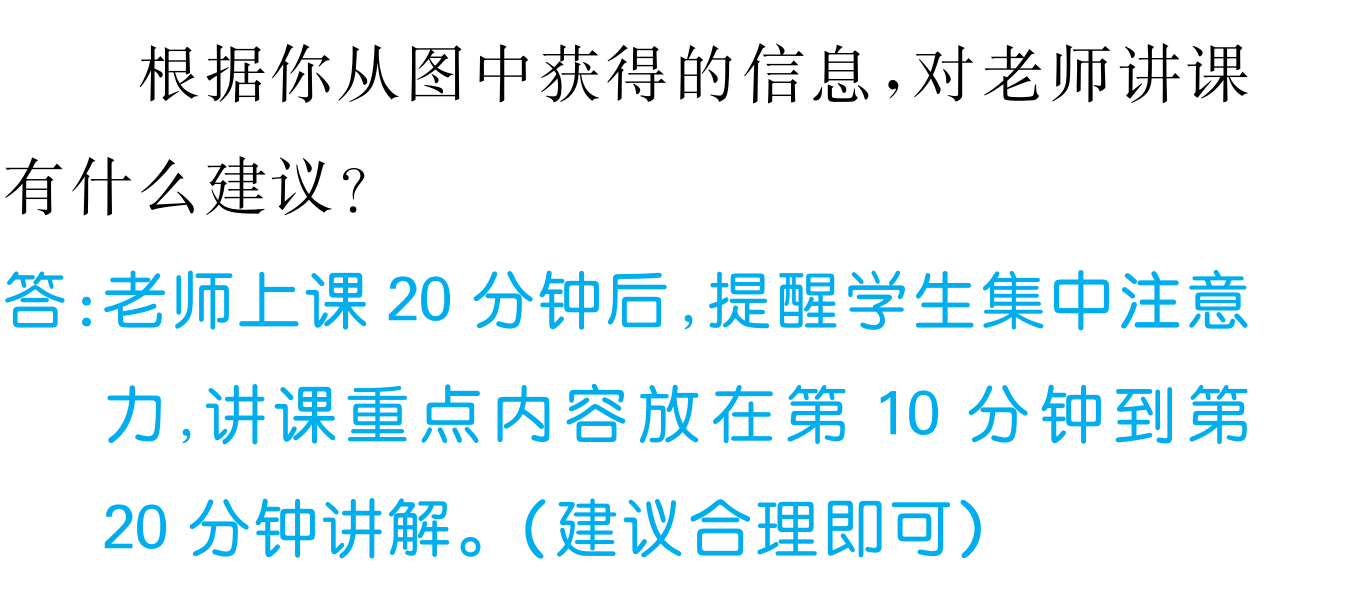 根据你从图中获得的信息,对老师讲课
有什么建议?
答:老师上课 20 分钟后,提醒学生集中注意
力,讲课重点内容放在第 10 分钟到第
20 分钟讲解。(建议合理即可)